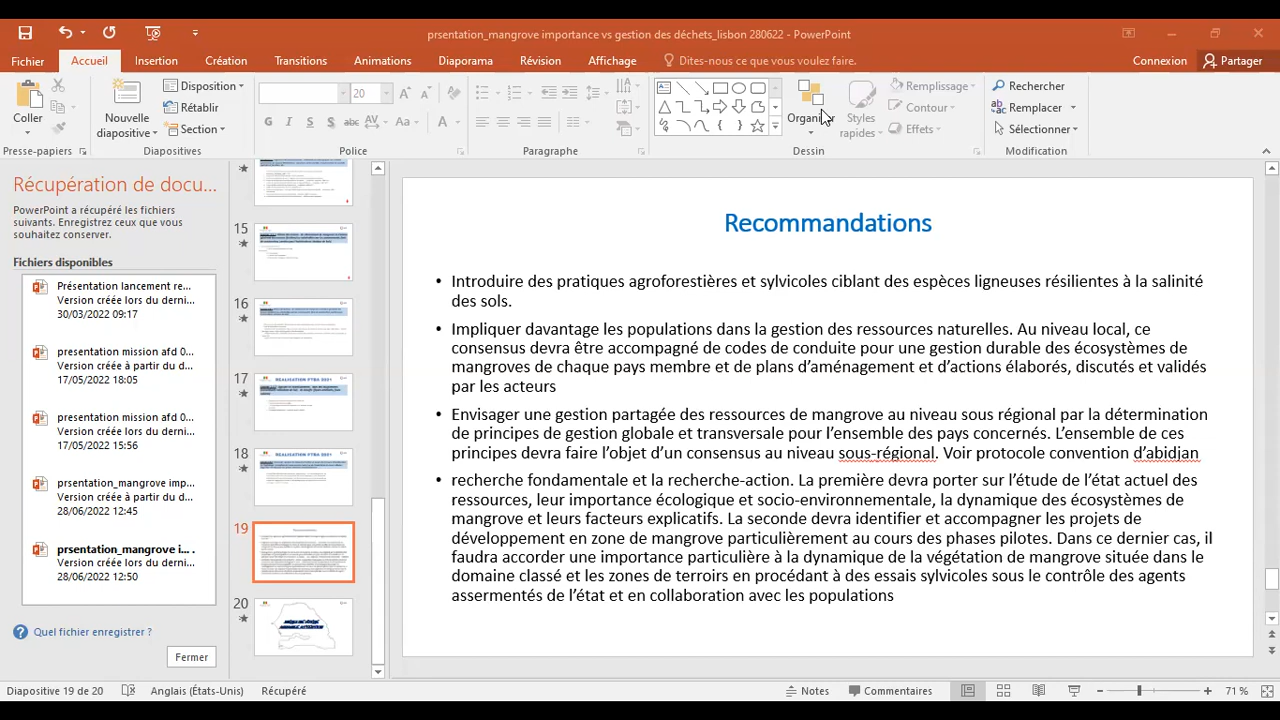 prsentation_mangrove importance vs gestion des déchets_lisbon 280622 - PowerPoint
Fichier Accueil Insertion Création Transitions Animations Diaporama Révision Affichage Dites-nous ce que vous voulez faire. Connexion Partager
Coller
Nouvelle diapositive
Disposition
Rétablir
Section
20
Organiser
Styles rapides
Remplissage
Contour
Effets
Rechercher
Remplacer
Sélectionner
Presse-papiers Diapositives Police Paragraphe Dessin Modification
Récupération de docu...
PowerPoint a récupéré les fichiers
suivants. Enregistrez ceux que vous
souhaitez conserver.
Fichiers disponibles
Présentation lancement re...
Version créée lors du derni...
30/03/2022 09:17
presentation mission afd 0...
Version créée à partir du d...
17/05/2022 18:05
presentation mission afd 0...
Version créée lors du derni...
17/05/2022 15:56
prsentation_mangrove imp...
Version créée à partir du d...
28/06/2022 12:45
prsentation_mangrove i...
Version créée lors du derni...
28/06/2022 12:50
Quel fichier enregistrer ?
Fermer
15
16
17
REALISATION PTBA 2021
18
REALISATION PTBA 2021
19
20
Recommandations
• Introduire des pratiques agroforestières et sylvicoles ciblant des espèces ligneuses résilientes à la salinité
des sols.
• Impliquer davantage les populations dans la gestion des ressources naturelles. Au niveau local, ce
consensus devra être accompagné de codes de conduite pour une gestion durable des écosystèmes de
mangroves de chaque pays membre et de plans d’aménagement et d’actions élaborés, discutés et validés
par les acteurs
• Envisager une gestion partagée des ressources de mangrove au niveau sous régional par la détermination
de principes de gestion globale et transversale pour l’ensemble des pays concernés. L’ensemble de ces
principes devra faire l’objet d’un consensus au niveau sous-régional. Voir avec la convention d’abidjan
• Recherche fondamentale et la recherche-action. La première devra porter sur l’étude de l’état actuel des
ressources, leur importance écologique et socio-environnementale, la dynamique des écosystèmes de
mangrove et leurs facteurs explicatifs. La seconde devra identifier et accompagner les projets de
développement en zone de mangrove particulièrement au cours des phases pilotes. Dans ce dernier cas, il
faudra accorder une importance particulière à la dynamique de la végétation de mangrove située dans le
domaine classé et les zones de terroirs en procédant à des essais sylvicoles sous le contrôle des agents
assermentés de l’état et en collaboration avec les populations
Diapositive 19 de 20 Anglais (États-Unis) Récupéré Notes Commentaires 71 %